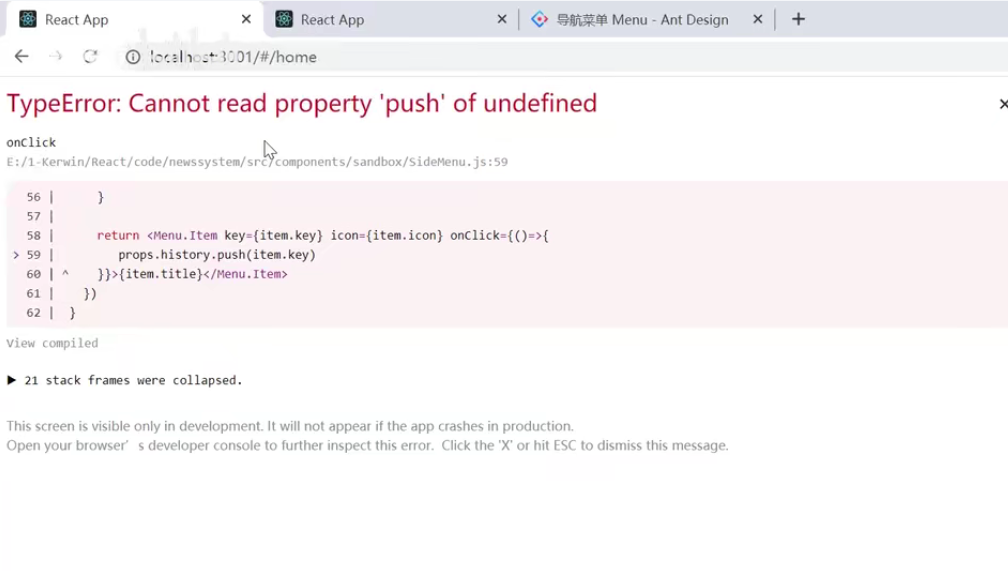 React App
React App
导航菜单 Menu - Ant Design
localhost:3001/#/home
TypeError: Cannot read property 'push' of undefined
onClick
E:/1-Kerwin/React/code/newssystem/src/components/sandbox/SideMenu.js:59
56 | }
57 |
58 | return <Menu.Item key={item.key} icon={item.icon} onClick={()=>{
> 59 | props.history.push(item.key)
60 | ^ }}>{item.title}</Menu.Item>
61 | })
62 | }
View compiled
▶ 21 stack frames were collapsed.
This screen is visible only in development. It will not appear if the app crashes in production.
Open your browser’s developer console to further inspect this error. Click the 'X' or hit ESC to dismiss this message.